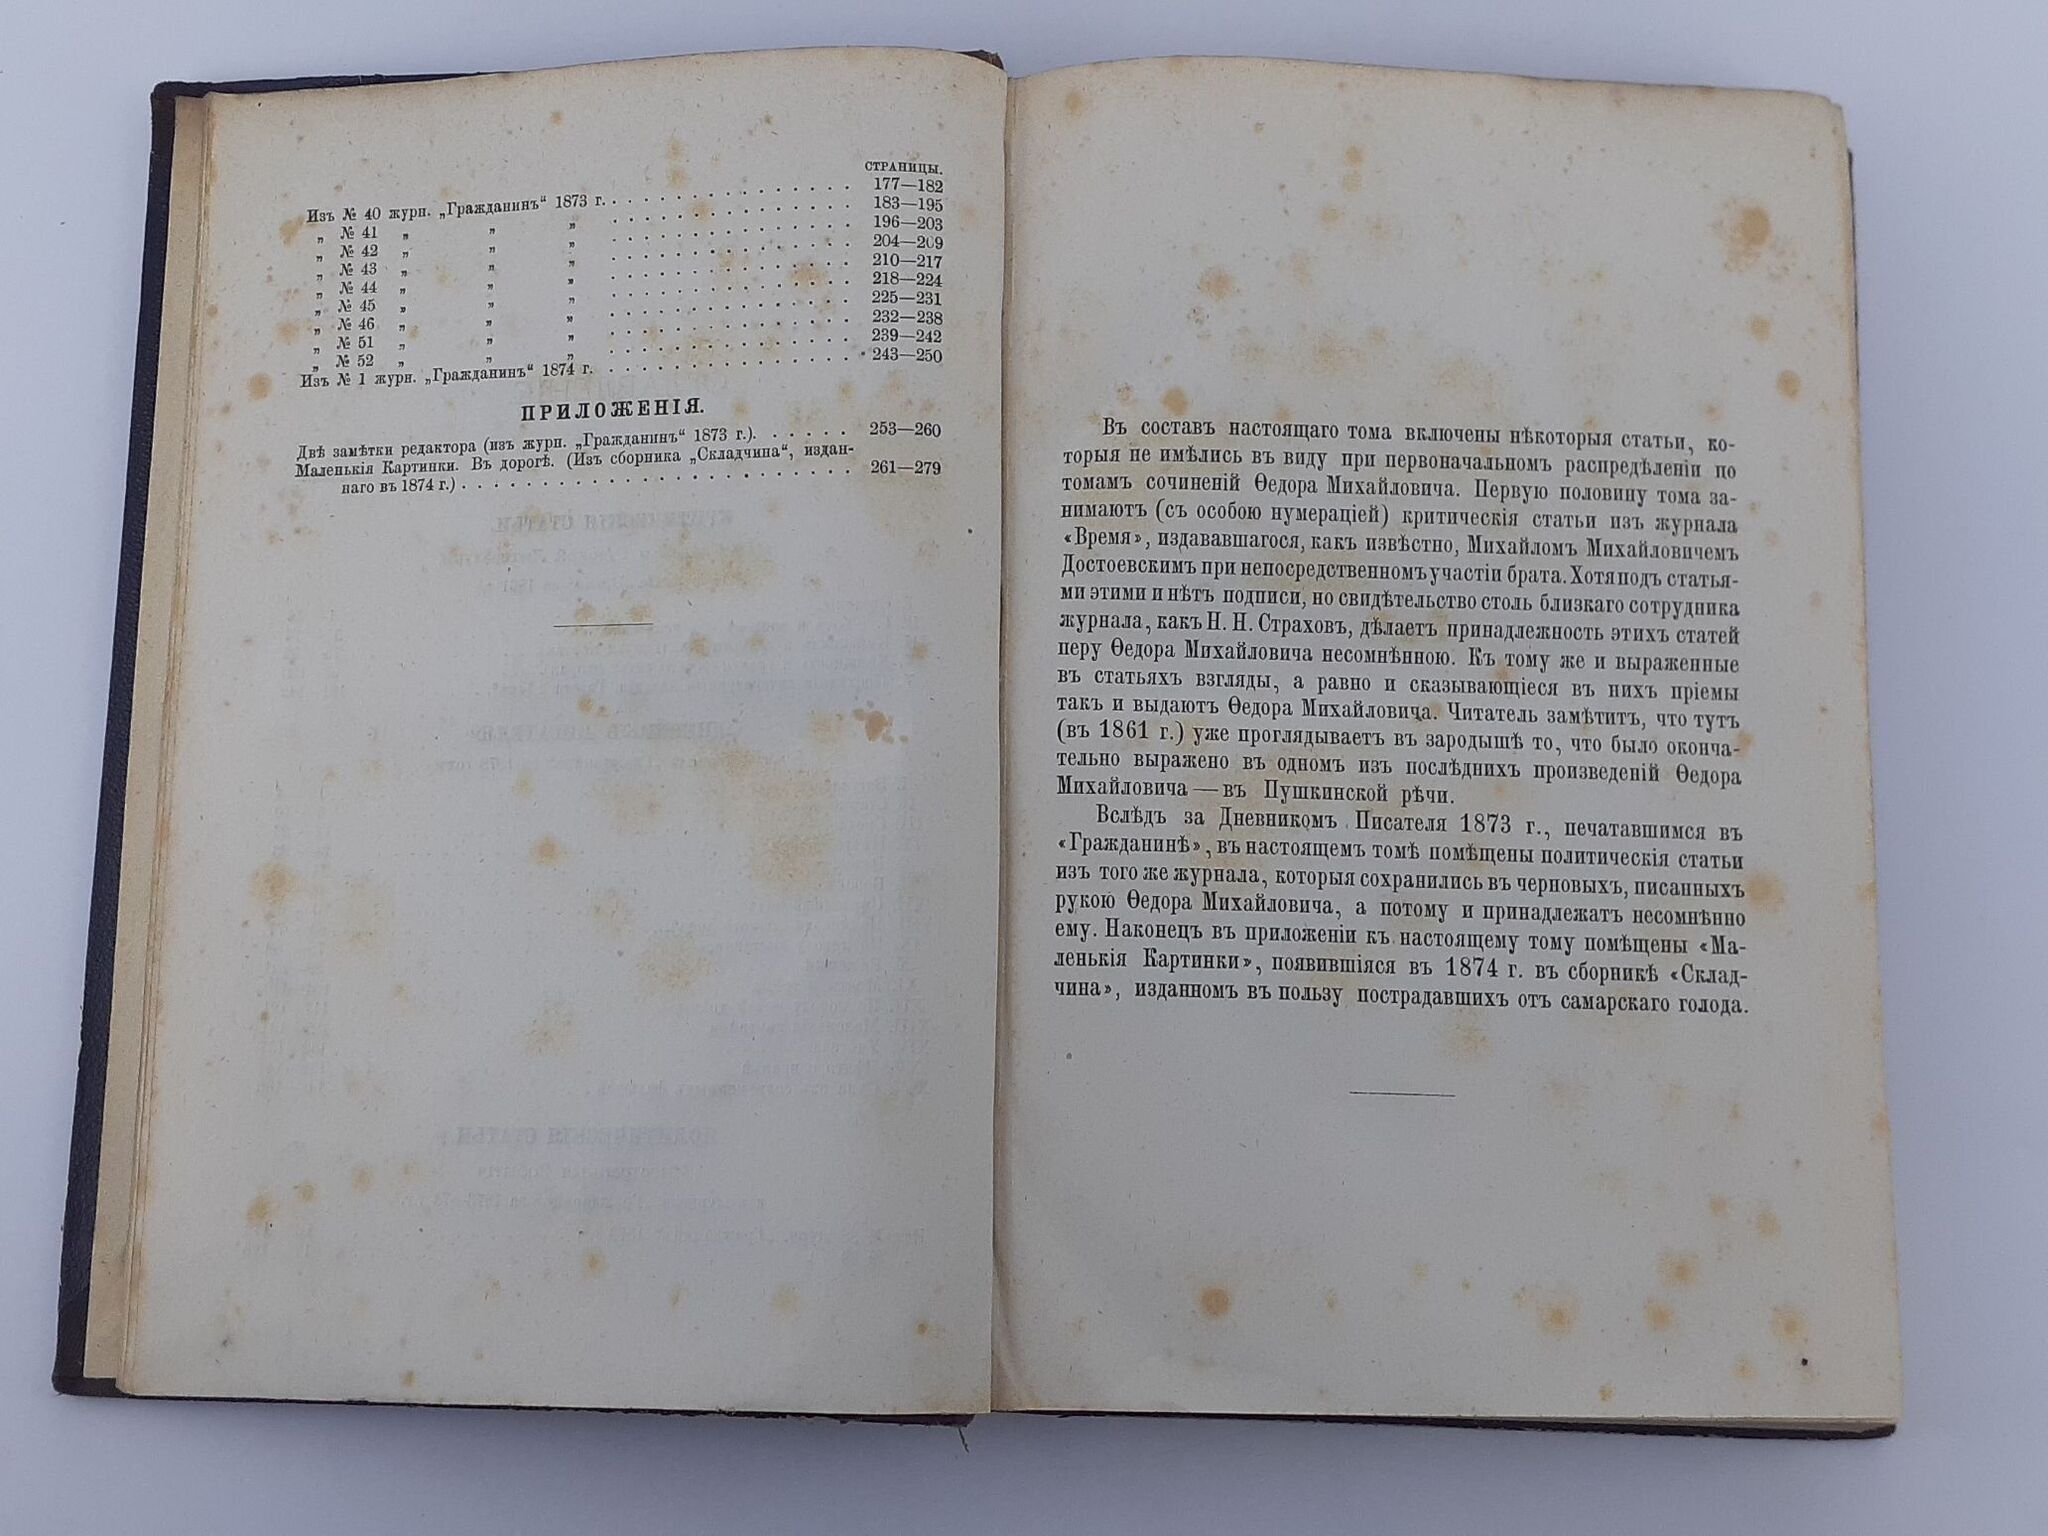 СТРАНИЦЫ.
Изъ № 40 журн. „Гражданинъ“ 1873 г. . . . . . . . . . . . 177—182
„ № 41 „ „ „ . . . . . . . . . . . . 183—195
„ № 42 „ „ „ . . . . . . . . . . . . 196—203
„ № 43 „ „ „ . . . . . . . . . . . . 204—209
„ № 44 „ „ „ . . . . . . . . . . . . 210—217
„ № 45 „ „ „ . . . . . . . . . . . . 218—224
„ № 46 „ „ „ . . . . . . . . . . . . 225—231
„ № 51 „ „ „ . . . . . . . . . . . . 232—238
„ № 52 „ „ „ . . . . . . . . . . . . 239—242
Изъ № 1 журн. „Гражданинъ“ 1874 г. . . . . . . . . . . . 243—250
ПРИЛОЖЕНІЯ.
Двѣ замѣтки редактора (изъ журн. „Гражданинъ“ 1873 г.). . . . . . 253—260
Маленькія Картинки. Въ дорогѣ. (Изъ сборника „Складчина“, издан-
наго въ 1874 г.) . . . . . . . . . . . . . . . . . . . . 261—279
Въ составъ настоящаго тома включены нѣкоторыя статьи, ко-
торыя не имѣлись въ виду при первоначальномъ распредѣленіи по
томамъ сочиненій Ѳедора Михайловича. Первую половину тома за-
нимаютъ (съ особою нумераціей) критическія статьи изъ журнала
«Время», издававшагося, какъ извѣстно, Михайломъ Михайловичемъ
Достоевскимъ при непосредственномъ участіи брата. Хотя подъ статья-
ми этими и нѣтъ подписи, но свидѣтельство столь близкаго сотрудника
журнала, какъ Н. Н. Страховъ, дѣлаетъ принадлежность этихъ статей
перу Ѳедора Михайловича несомнѣнною. Къ тому же и выраженные
въ статьяхъ взгляды, а равно и сказывающіеся въ нихъ пріемы
такъ и выдаютъ Ѳедора Михайловича. Читатель замѣтитъ, что тутъ
(въ 1861 г.) уже проглядываетъ въ зародышѣ то, что было оконча-
тельно выражено въ одномъ изъ послѣднихъ произведеній Ѳедора
Михайловича — въ Пушкинской рѣчи.
Вслѣдъ за Дневникомъ Писателя 1873 г., печатавшимся въ
«Гражданинѣ», въ настоящемъ томѣ помѣщены политическія статьи
изъ того же журнала, которыя сохранились въ черновыхъ, писанныхъ
рукою Ѳедора Михайловича, а потому и принадлежатъ несомнѣнно
ему. Наконецъ въ приложеніи къ настоящему тому помѣщены «Ма-
ленькія Картинки», появившіяся въ 1874 г. въ сборникѣ «Склад-
чина», изданномъ въ пользу пострадавшихъ отъ самарскаго голода.